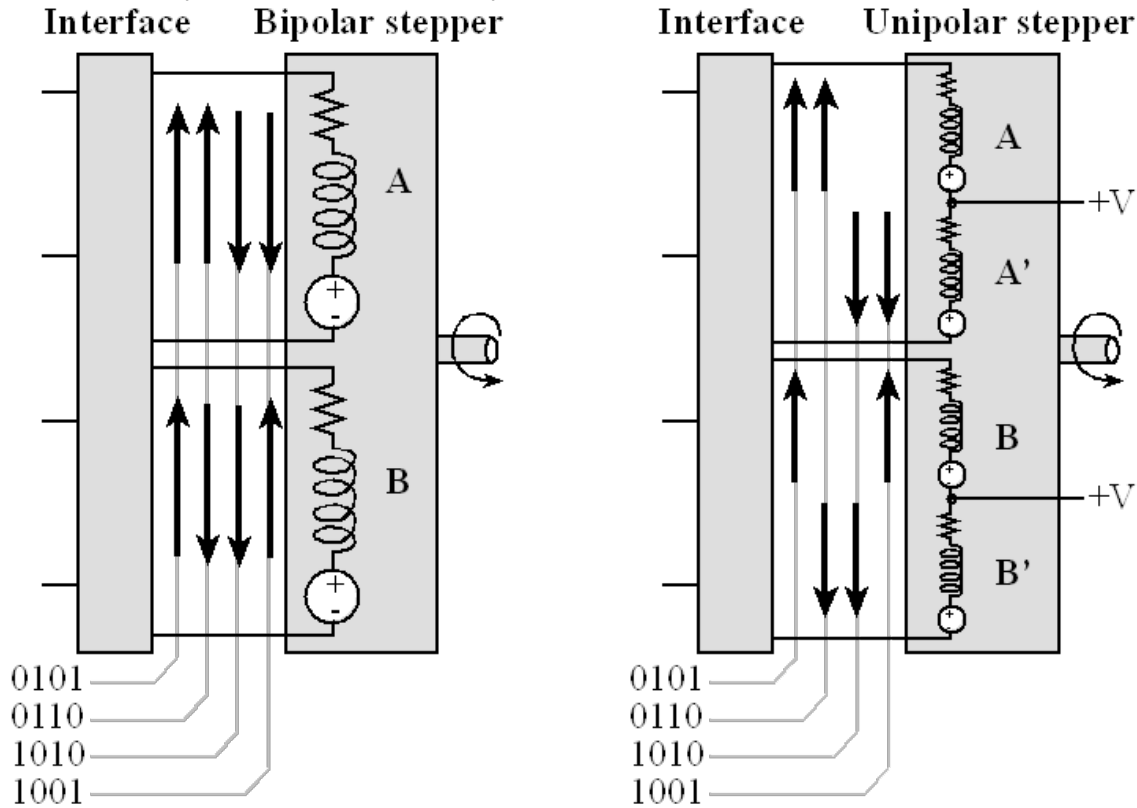 Interface Bipolar stepper
A
B
+
-
+
-
0101
0110
1010
1001
Interface Unipolar stepper
A
+V
A'
B
+V
B'
+
+
+
-
0101
0110
1010
1001